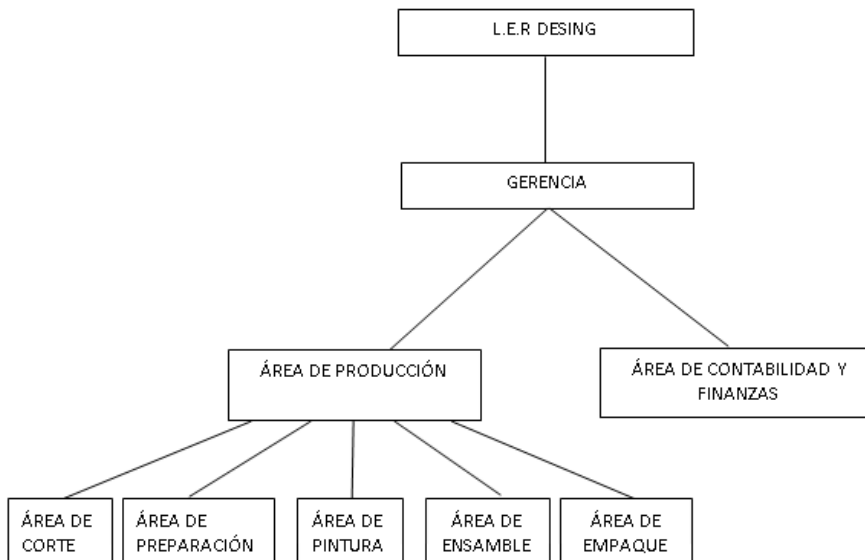 L.E.R DESING
GERENCIA
ÁREA DE PRODUCCIÓN
ÁREA DE CONTABILIDAD Y
FINANZAS
ÁREA DE
CORTE
ÁREA DE
PREPARACIÓN
ÁREA DE
PINTURA
ÁREA DE
ENSAMBLE
ÁREA DE
EMPAQUE